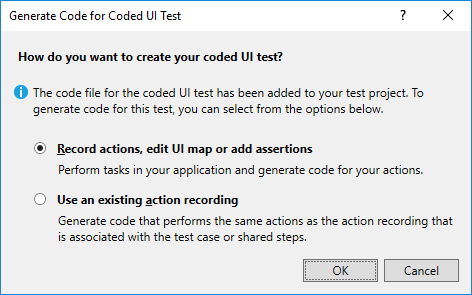 Generate Code for Coded UI Test
How do you want to create your coded UI test?
The code file for the coded UI test has been added to your test project. To
generate code for this test, you can select from the options below.
Record actions, edit UI map or add assertions
Perform tasks in your application and generate code for your actions.
Use an existing action recording
Generate code that performs the same actions as the action recording that
is associated with the test case or shared steps.
OK
Cancel